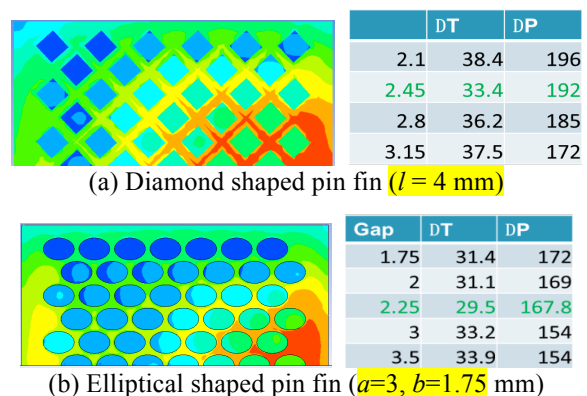 DT DP
2.1 38.4 196
2.45 33.4 192
2.8 36.2 185
3.15 37.5 172
(a) Diamond shaped pin fin (l = 4 mm)
Gap DT DP
1.75 31.4 172
2 31.1 169
2.25 29.5 167.8
3 33.2 154
3.5 33.9 154
(b) Elliptical shaped pin fin (a=3, b=1.75 mm)